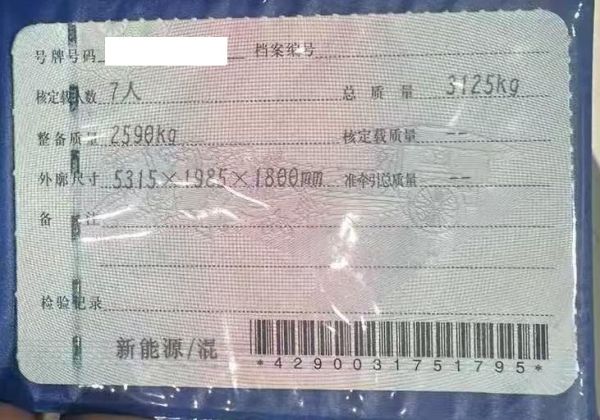 号牌号码 档案编号
核定载人数 7人 总质量 3125kg
整备质量 2590kg 核定载质量 --
外廓尺寸 5315×1985×1800mm 准牵引总质量 --
备注
检验记录
新能源/混
*4290031751795*